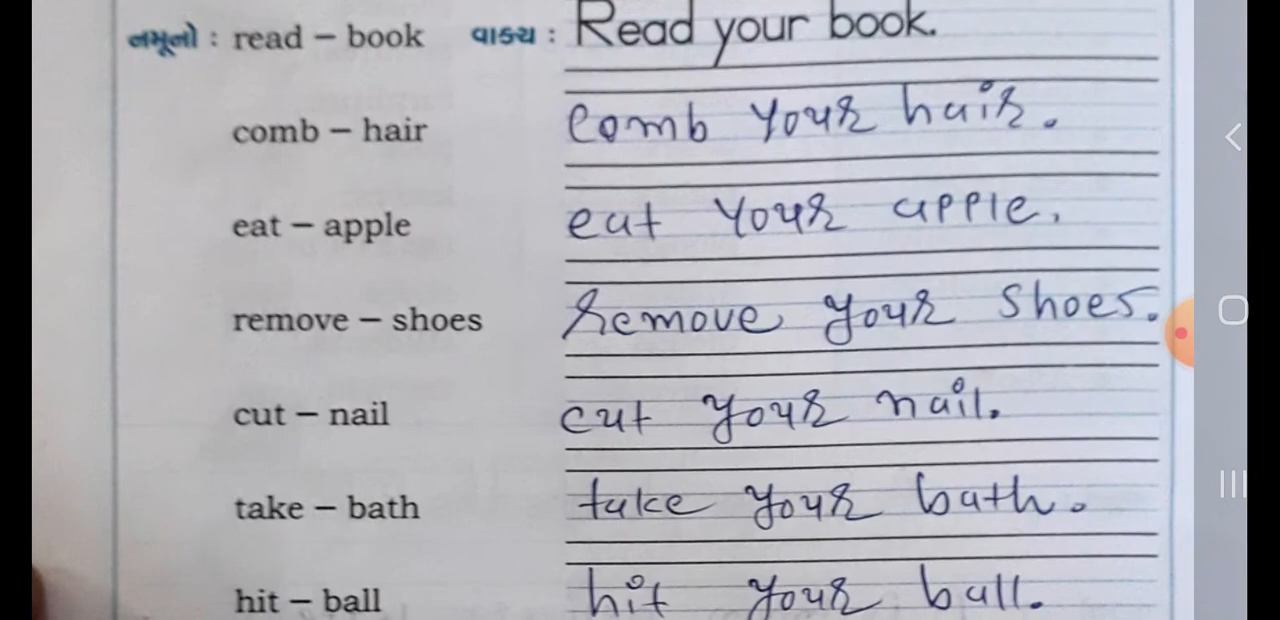 નમૂનો : read – book વાક્ય : Read your book.
comb – hair comb your hair.
eat – apple eat your apple.
remove – shoes Remove your shoes.
cut – nail cut your nail.
take – bath take your bath.
hit – ball hit your ball.